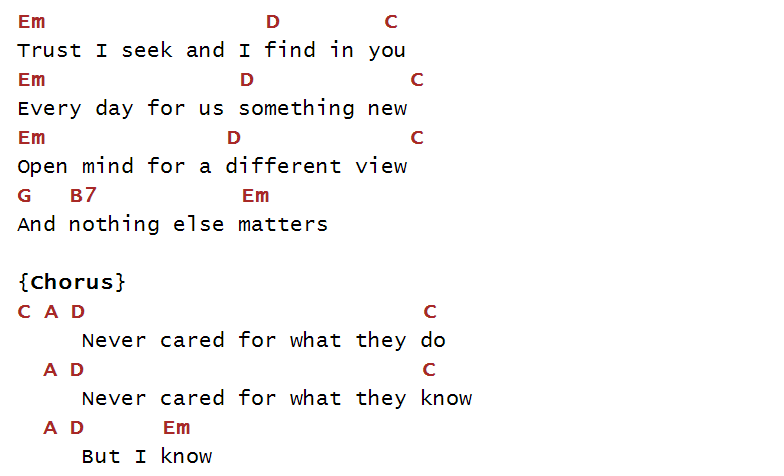 Em                 D        C
Trust I seek and I find in you
Em               D            C
Every day for us something new
Em              D              C
Open mind for a different view
G   B7           Em
And nothing else matters

{Chorus}
C A D                          C
     Never cared for what they do
  A D                          C
     Never cared for what they know
  A D      Em
     But I know